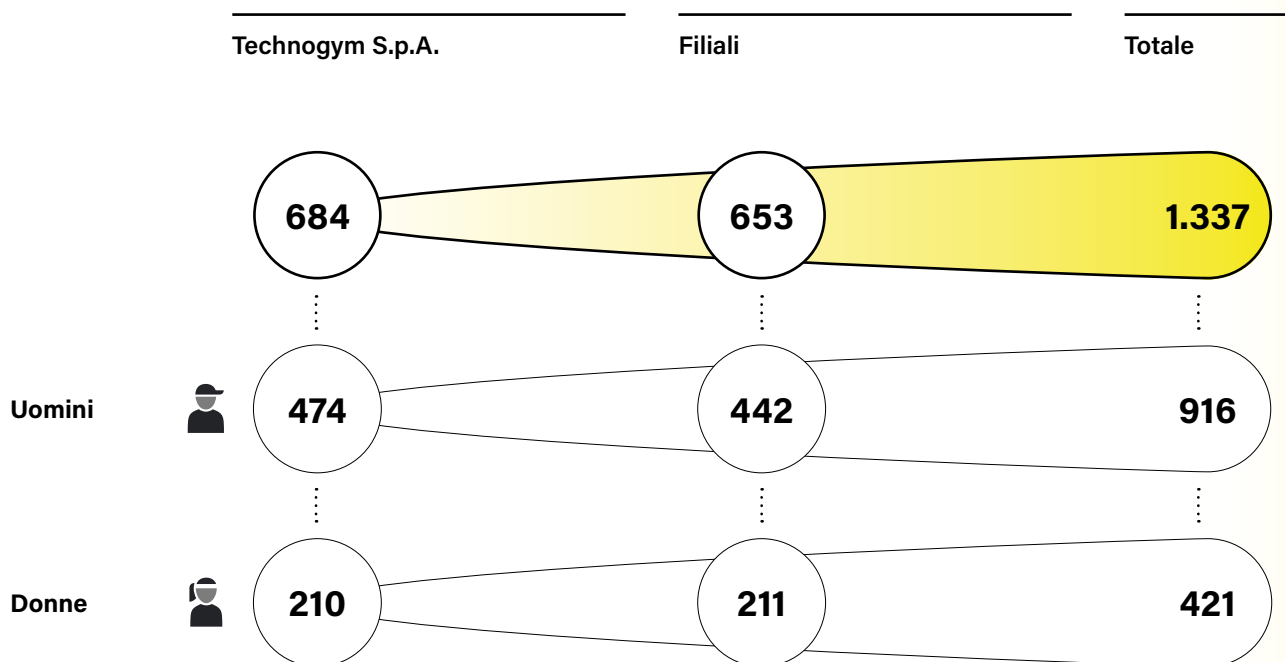 Technogym S.p.A. Filiali Totale
684 653 1.337
Uomini 474 442 916
Donne 210 211 421